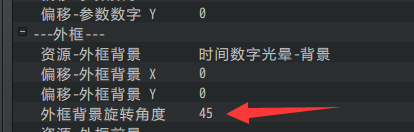 偏移-参数数字 Y 0
---外框---
资源-外框背景 时间数字光晕-背景
偏移-外框背景 X 0
偏移-外框背景 Y 0
外框背景旋转角度 45